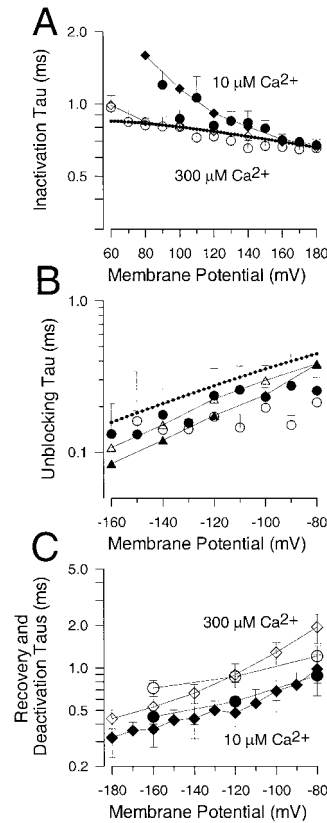 A
Inactivation Tau (ms)
2.0
1.0
0.5
10 μM Ca2+
300 μM Ca2+
60 80 100 120 140 160 180
Membrane Potential (mV)
B
Unblocking Tau (ms)
1.0
0.1
-160 -140 -120 -100 -80
Membrane Potential (mV)
C
Recovery and
Deactivation Taus (ms)
5.0
2.0
1.0
0.5
0.2
300 μM Ca2+
10 μM Ca2+
-180 -160 -140 -120 -100 -80
Membrane Potential (mV)